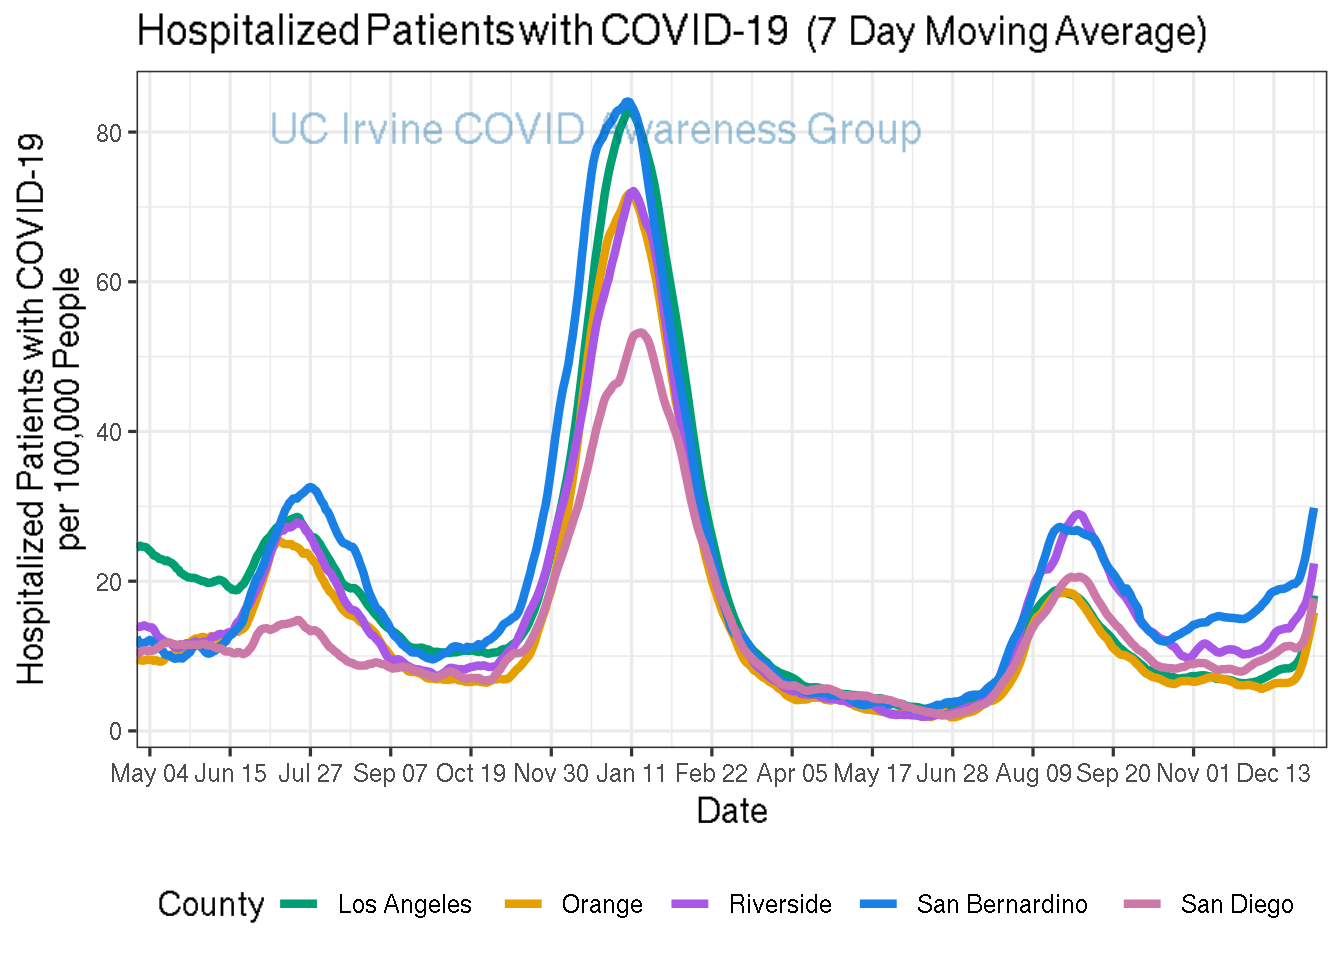 Hospitalized Patients with COVID-19 (7 Day Moving Average)
UC Irvine COVID Awareness Group
Hospitalized Patients with COVID-19
per 100,000 People
80
60
40
20
0
May 04 Jun 15 Jul 27 Sep 07 Oct 19 Nov 30 Jan 11 Feb 22 Apr 05 May 17 Jun 28 Aug 09 Sep 20 Nov 01 Dec 13
Date
County Los Angeles Orange Riverside San Bernardino San Diego